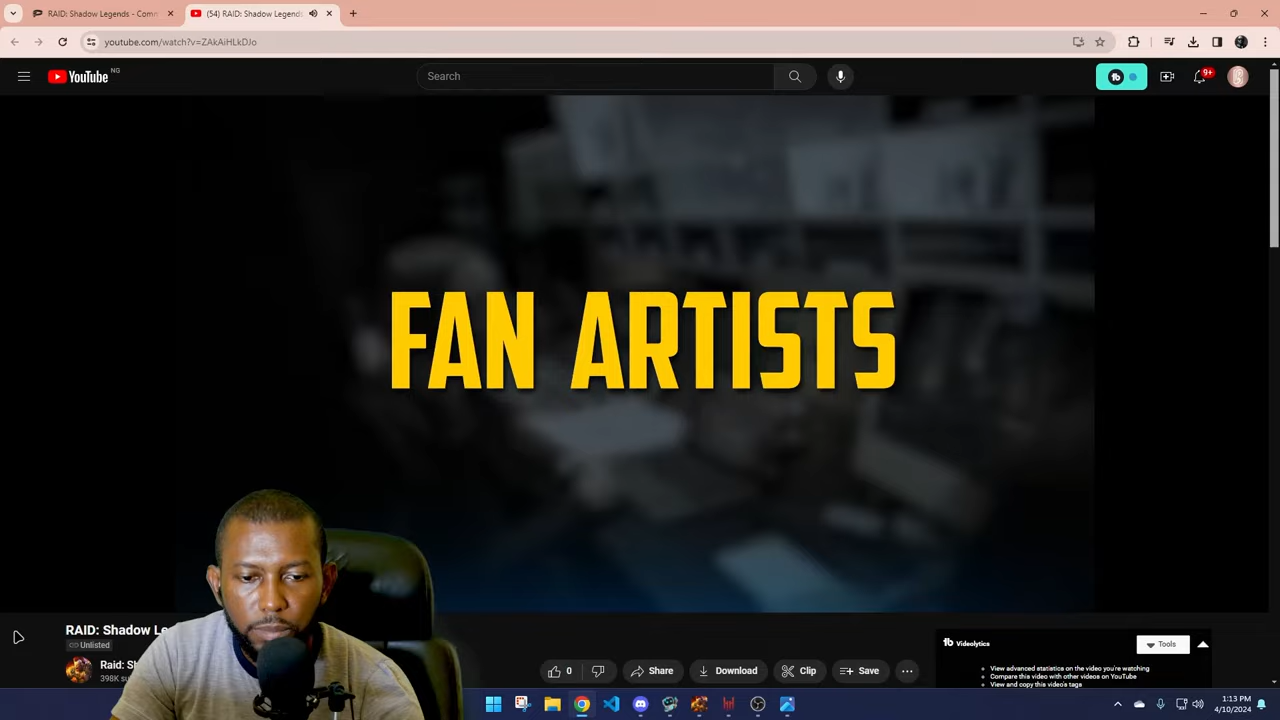 RAID: Shadow Legends - Comm
(54) RAID: Shadow Legends
youtube.com/watch?v=ZAkAiHLkDJo
YouTube NG
Search
9+
FAN ARTISTS
RAID: Shadow Le
Unlisted
Raid: Sh
398K su
0
Share
Download
Clip
Save
Videolytics
Tools
View advanced statistics on the video you're watching
Compare this video with other videos on YouTube
View and copy this video's tags
1:13 PM
4/10/2024